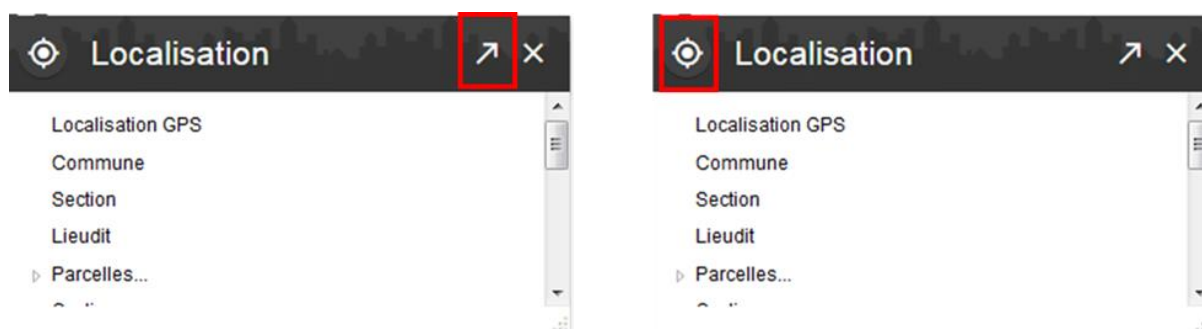 Localisation
Localisation GPS
Commune
Section
Lieudit
Parcelles...
Localisation
Localisation GPS
Commune
Section
Lieudit
Parcelles...